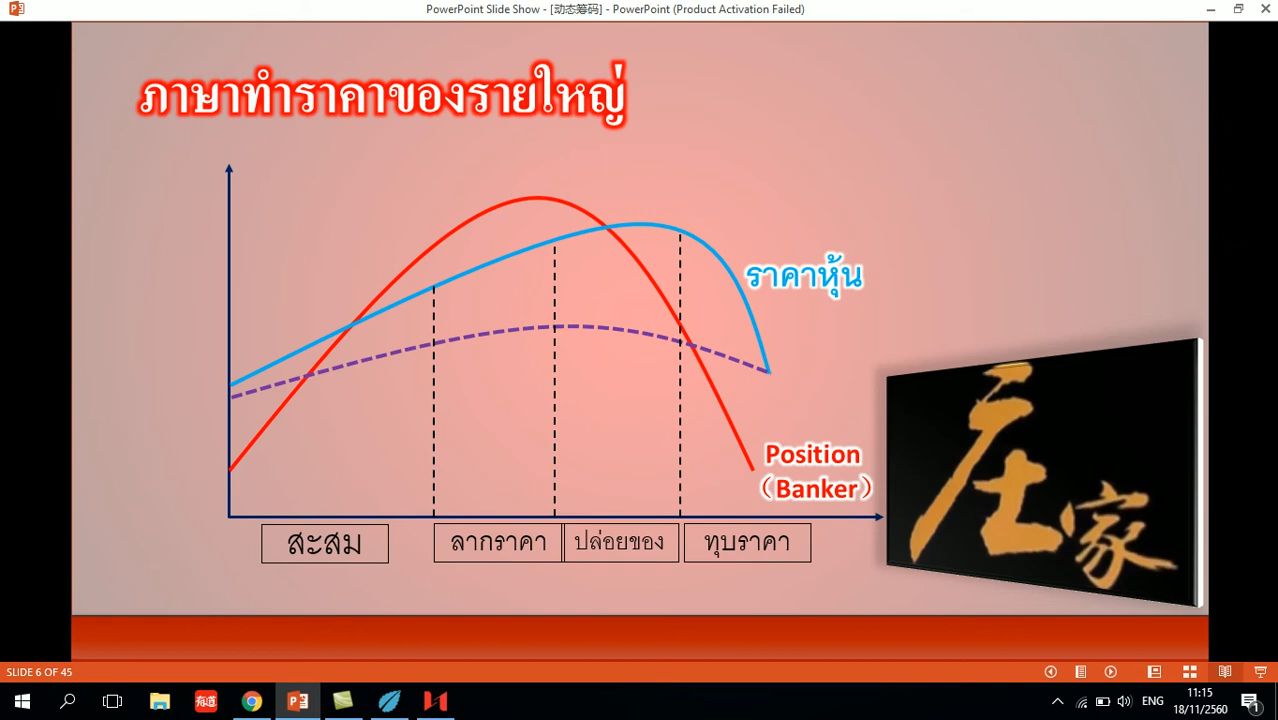 PowerPoint Slide Show - [动态筹码] - PowerPoint (Product Activation Failed)
ภาษาทำราคาของรายใหญ่
ราคาหุ้น
Position
（Banker）
庄家
สะสม
ลากราคา
ปล่อยของ
ทุบราคา
SLIDE 6 OF 45
有道
ENG
11:15
18/11/2560
1